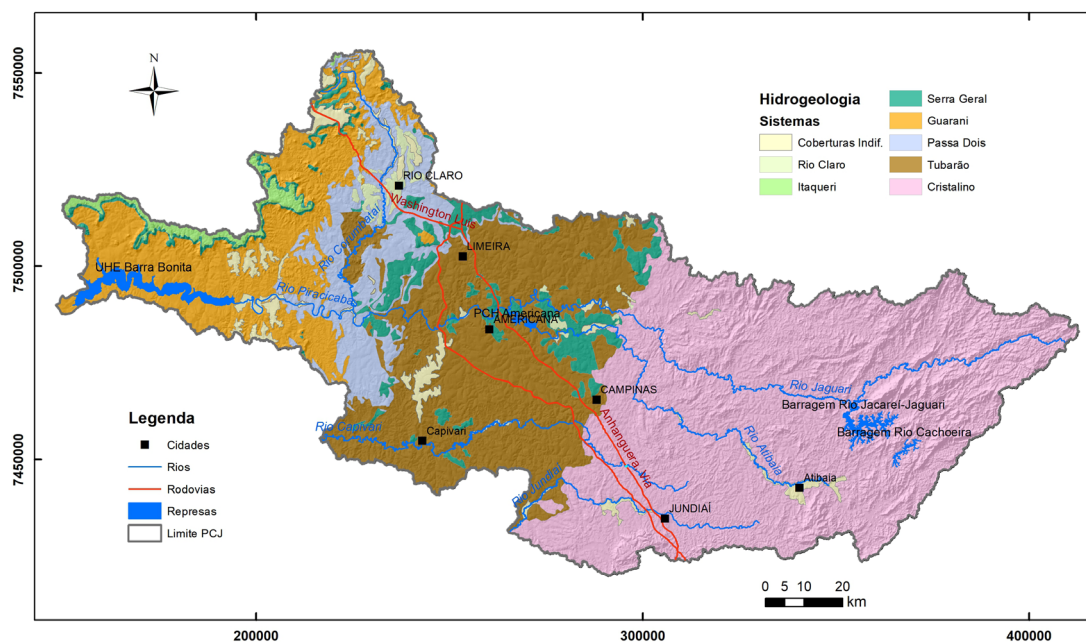 7550000
7500000
7450000
N
Hidrogeologia
Sistemas
Coberturas Indif.
Rio Claro
Itaqueri
Serra Geral
Guarani
Passa Dois
Tubarão
Cristalino
RIO CLARO
Washington Luis
Rio Corumbataí
LIMEIRA
UHE Barra Bonita
Rio Piracicaba
PCH Americana
AMERICANA
CAMPINAS
Rio Jaguari
Barragem Rio Jacareí-Jaguari
Barragem Rio Cachoeira
Rio Capivari
Capivari
Anhanguera, Via
Rio Atibaia
Atibaia
Rio Jundiaí
JUNDIAÍ
Legenda
Cidades
Rios
Rodovias
Represas
Limite PCJ
0 5 10 20
km
200000
300000
400000